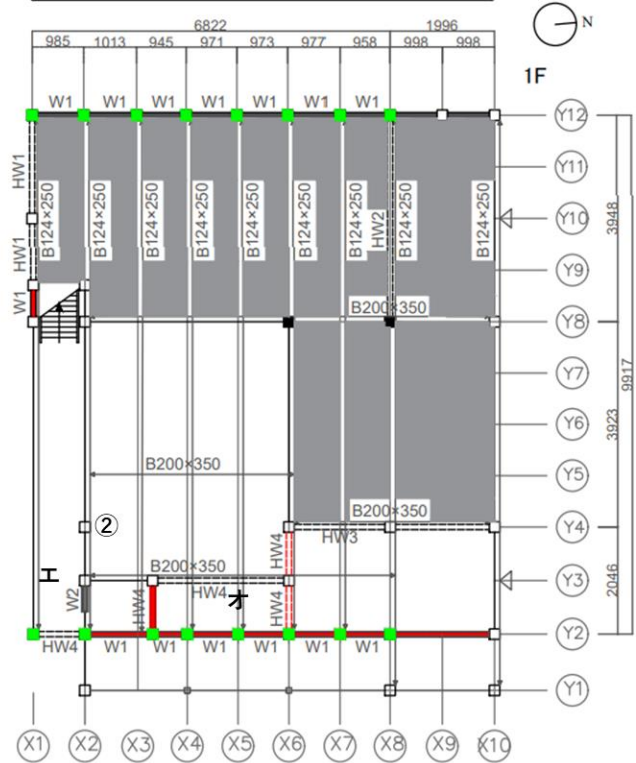 6822
1996
N
985
1013
945
971
973
977
958
998
998
1F
W1
W1
W1
W1
W1
W1
W1
Y12
HW1
B124×250
B124×250
B124×250
B124×250
B124×250
B124×250
B124×250
HW2
B124×250
B124×250
Y11
Y10
3948
HW1
Y9
W1
B200×350
Y8
Y7
9917
Y6
3923
B200×350
Y5
②
B200×350
Y4
HW3
HW4
B200×350
エ
W2
HW4
HW4
オ
HW4
Y3
2046
HW4
W1
W1
W1
W1
W1
W1
Y2
Y1
X1
X2
X3
X4
X5
X6
X7
X8
X9
X10